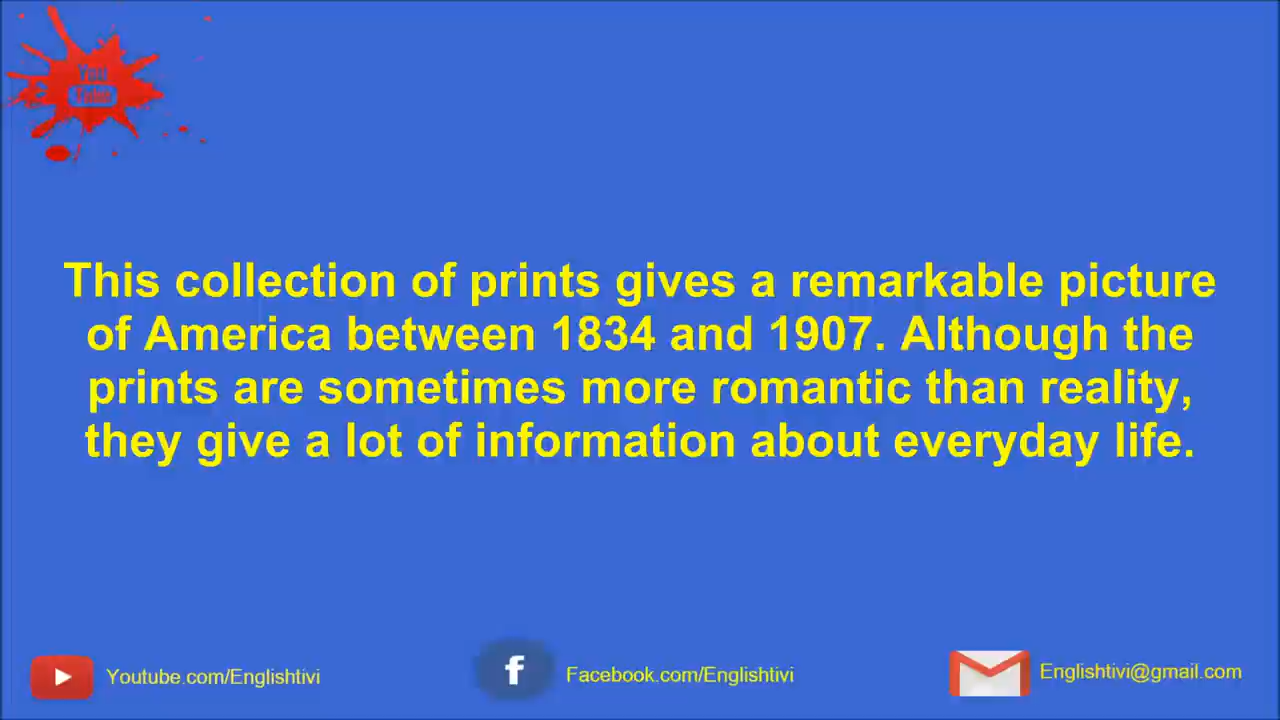 You
Tube
This collection of prints gives a remarkable picture
of America between 1834 and 1907. Although the
prints are sometimes more romantic than reality,
they give a lot of information about everyday life.
Youtube.com/Englishtivi
f
Facebook.com/Englishtivi
Englishtivi@gmail.com